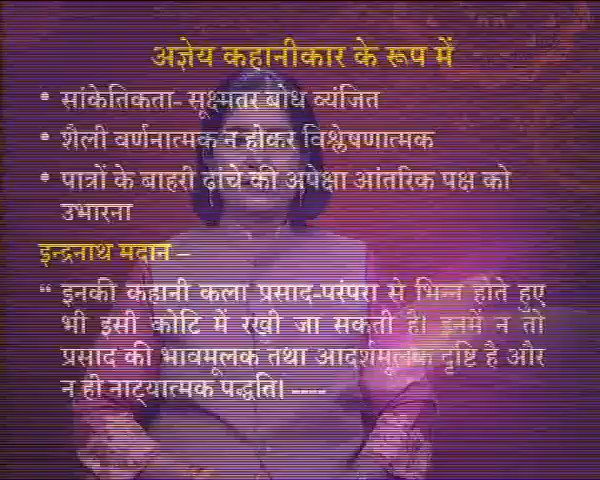 अज्ञेय कहानीकार के रूप में
• सांकेतिकता- सूक्ष्मतर बोध व्यंजित
• शैली वर्णनात्मक न होकर विश्लेषणात्मक
• पात्रों के बाहरी ढ़ांचे की अपेक्षा आंतरिक पक्ष को
उभारना
इन्द्रनाथ मदान –
“ इनकी कहानी कला प्रसाद-परंपरा से भिन्न होते हुए
भी इसी कोटि में रखी जा सकती है। इनमें न तो
प्रसाद की भावमूलक तथा आदर्शमूलक दृष्टि है और
न ही नाट्यात्मक पद्धति। ----